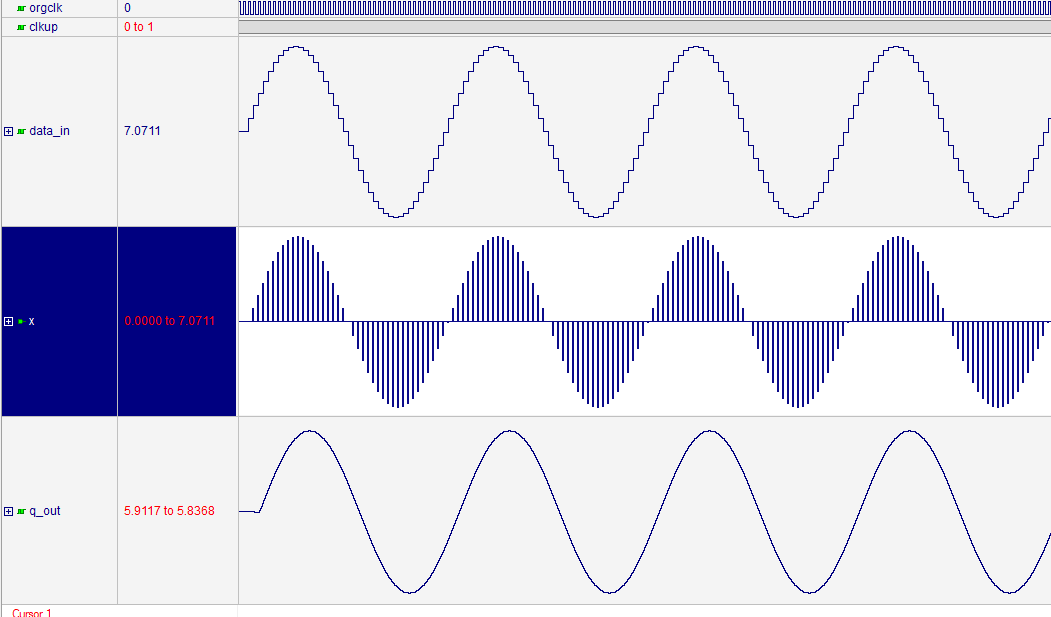 orgclk 0
clkup 0 to 1
data_in 7.0711
x 0.0000 to 7.0711
q_out 5.9117 to 5.8368
Cursor 1